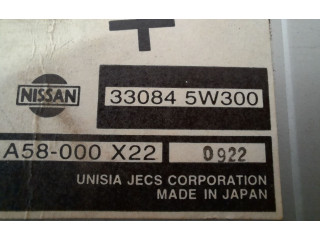 NISSAN 33084 5W300
A58-000 X22 0922
UNISIA JECS CORPORATION
MADE IN JAPAN